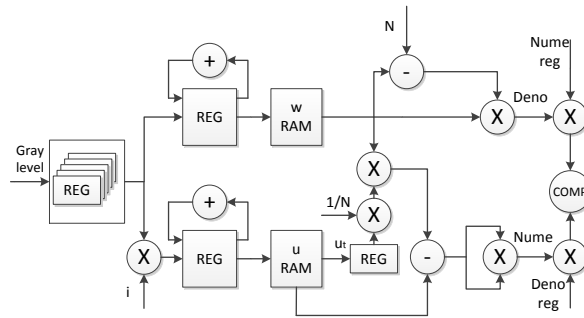 N
Nume
reg
+
-
REG
w
RAM
X
Deno
X
Gray
level
REG
X
COMP
1/N
X
+
X
i
REG
u
RAM
ut
REG
-
X
Nume
X
Deno
reg